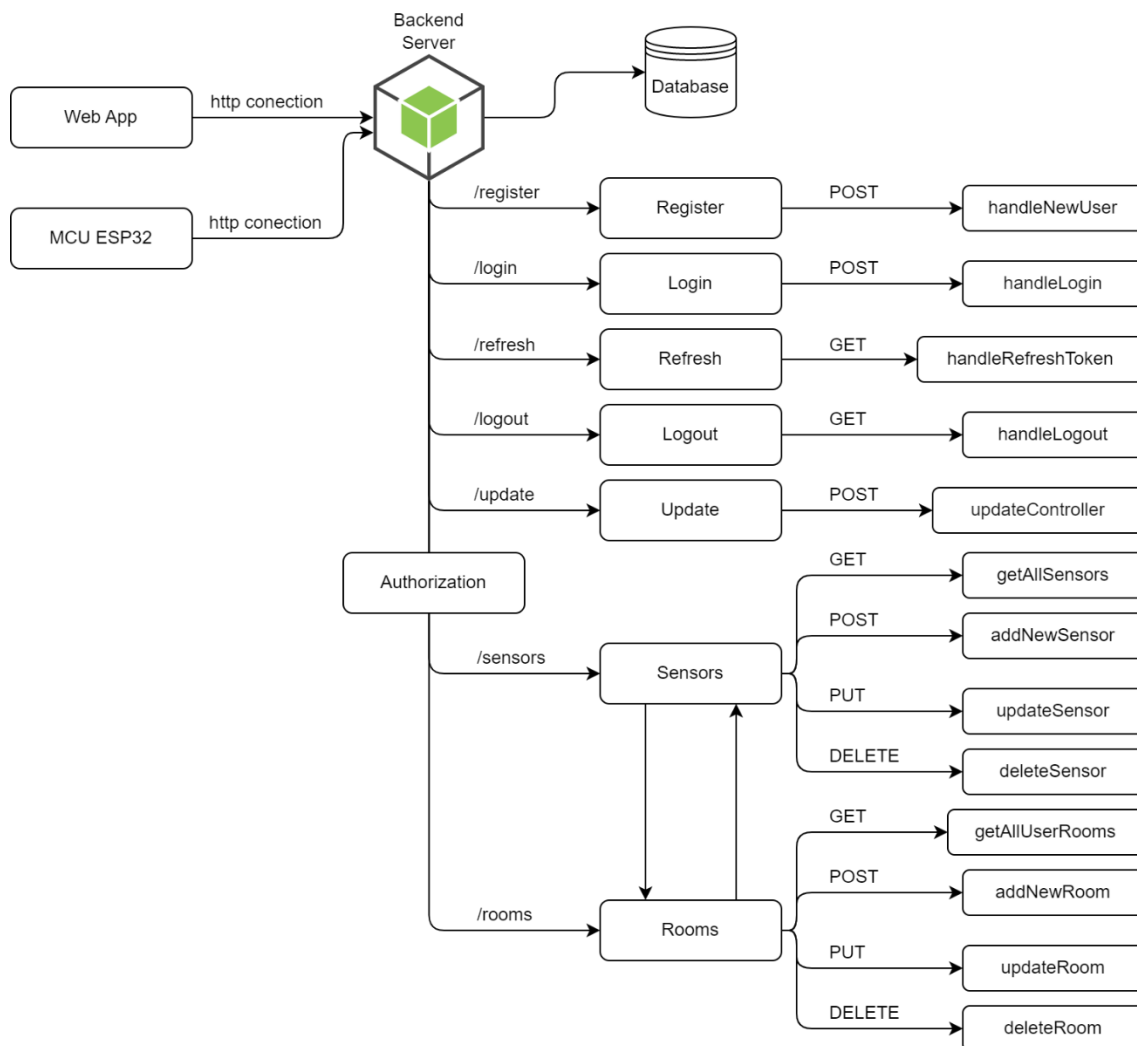 Backend
Server
Database
Web App
http conection
MCU ESP32
http conection
/register
Register
POST
handleNewUser
/login
Login
POST
handleLogin
/refresh
Refresh
GET
handleRefreshToken
/logout
Logout
GET
handleLogout
/update
Update
POST
updateController
Authorization
/sensors
Sensors
GET
getAllSensors
POST
addNewSensor
PUT
updateSensor
DELETE
deleteSensor
/rooms
Rooms
GET
getAllUserRooms
POST
addNewRoom
PUT
updateRoom
DELETE
deleteRoom